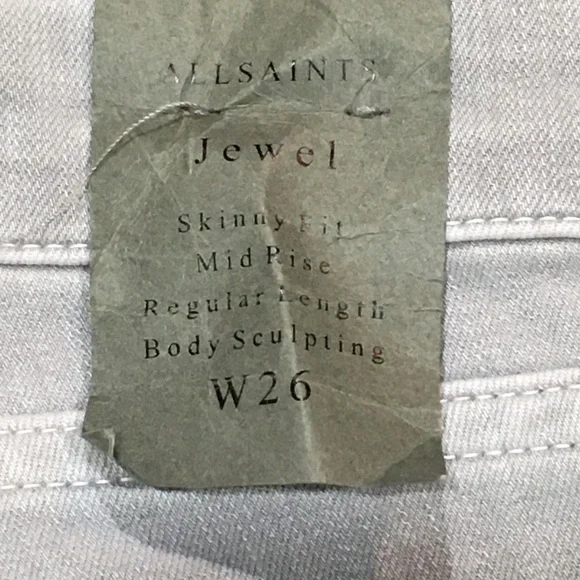 ALLSAINTS
Jewel
Skinny Fit
Mid Rise
Regular Length
Body Sculpting
W26